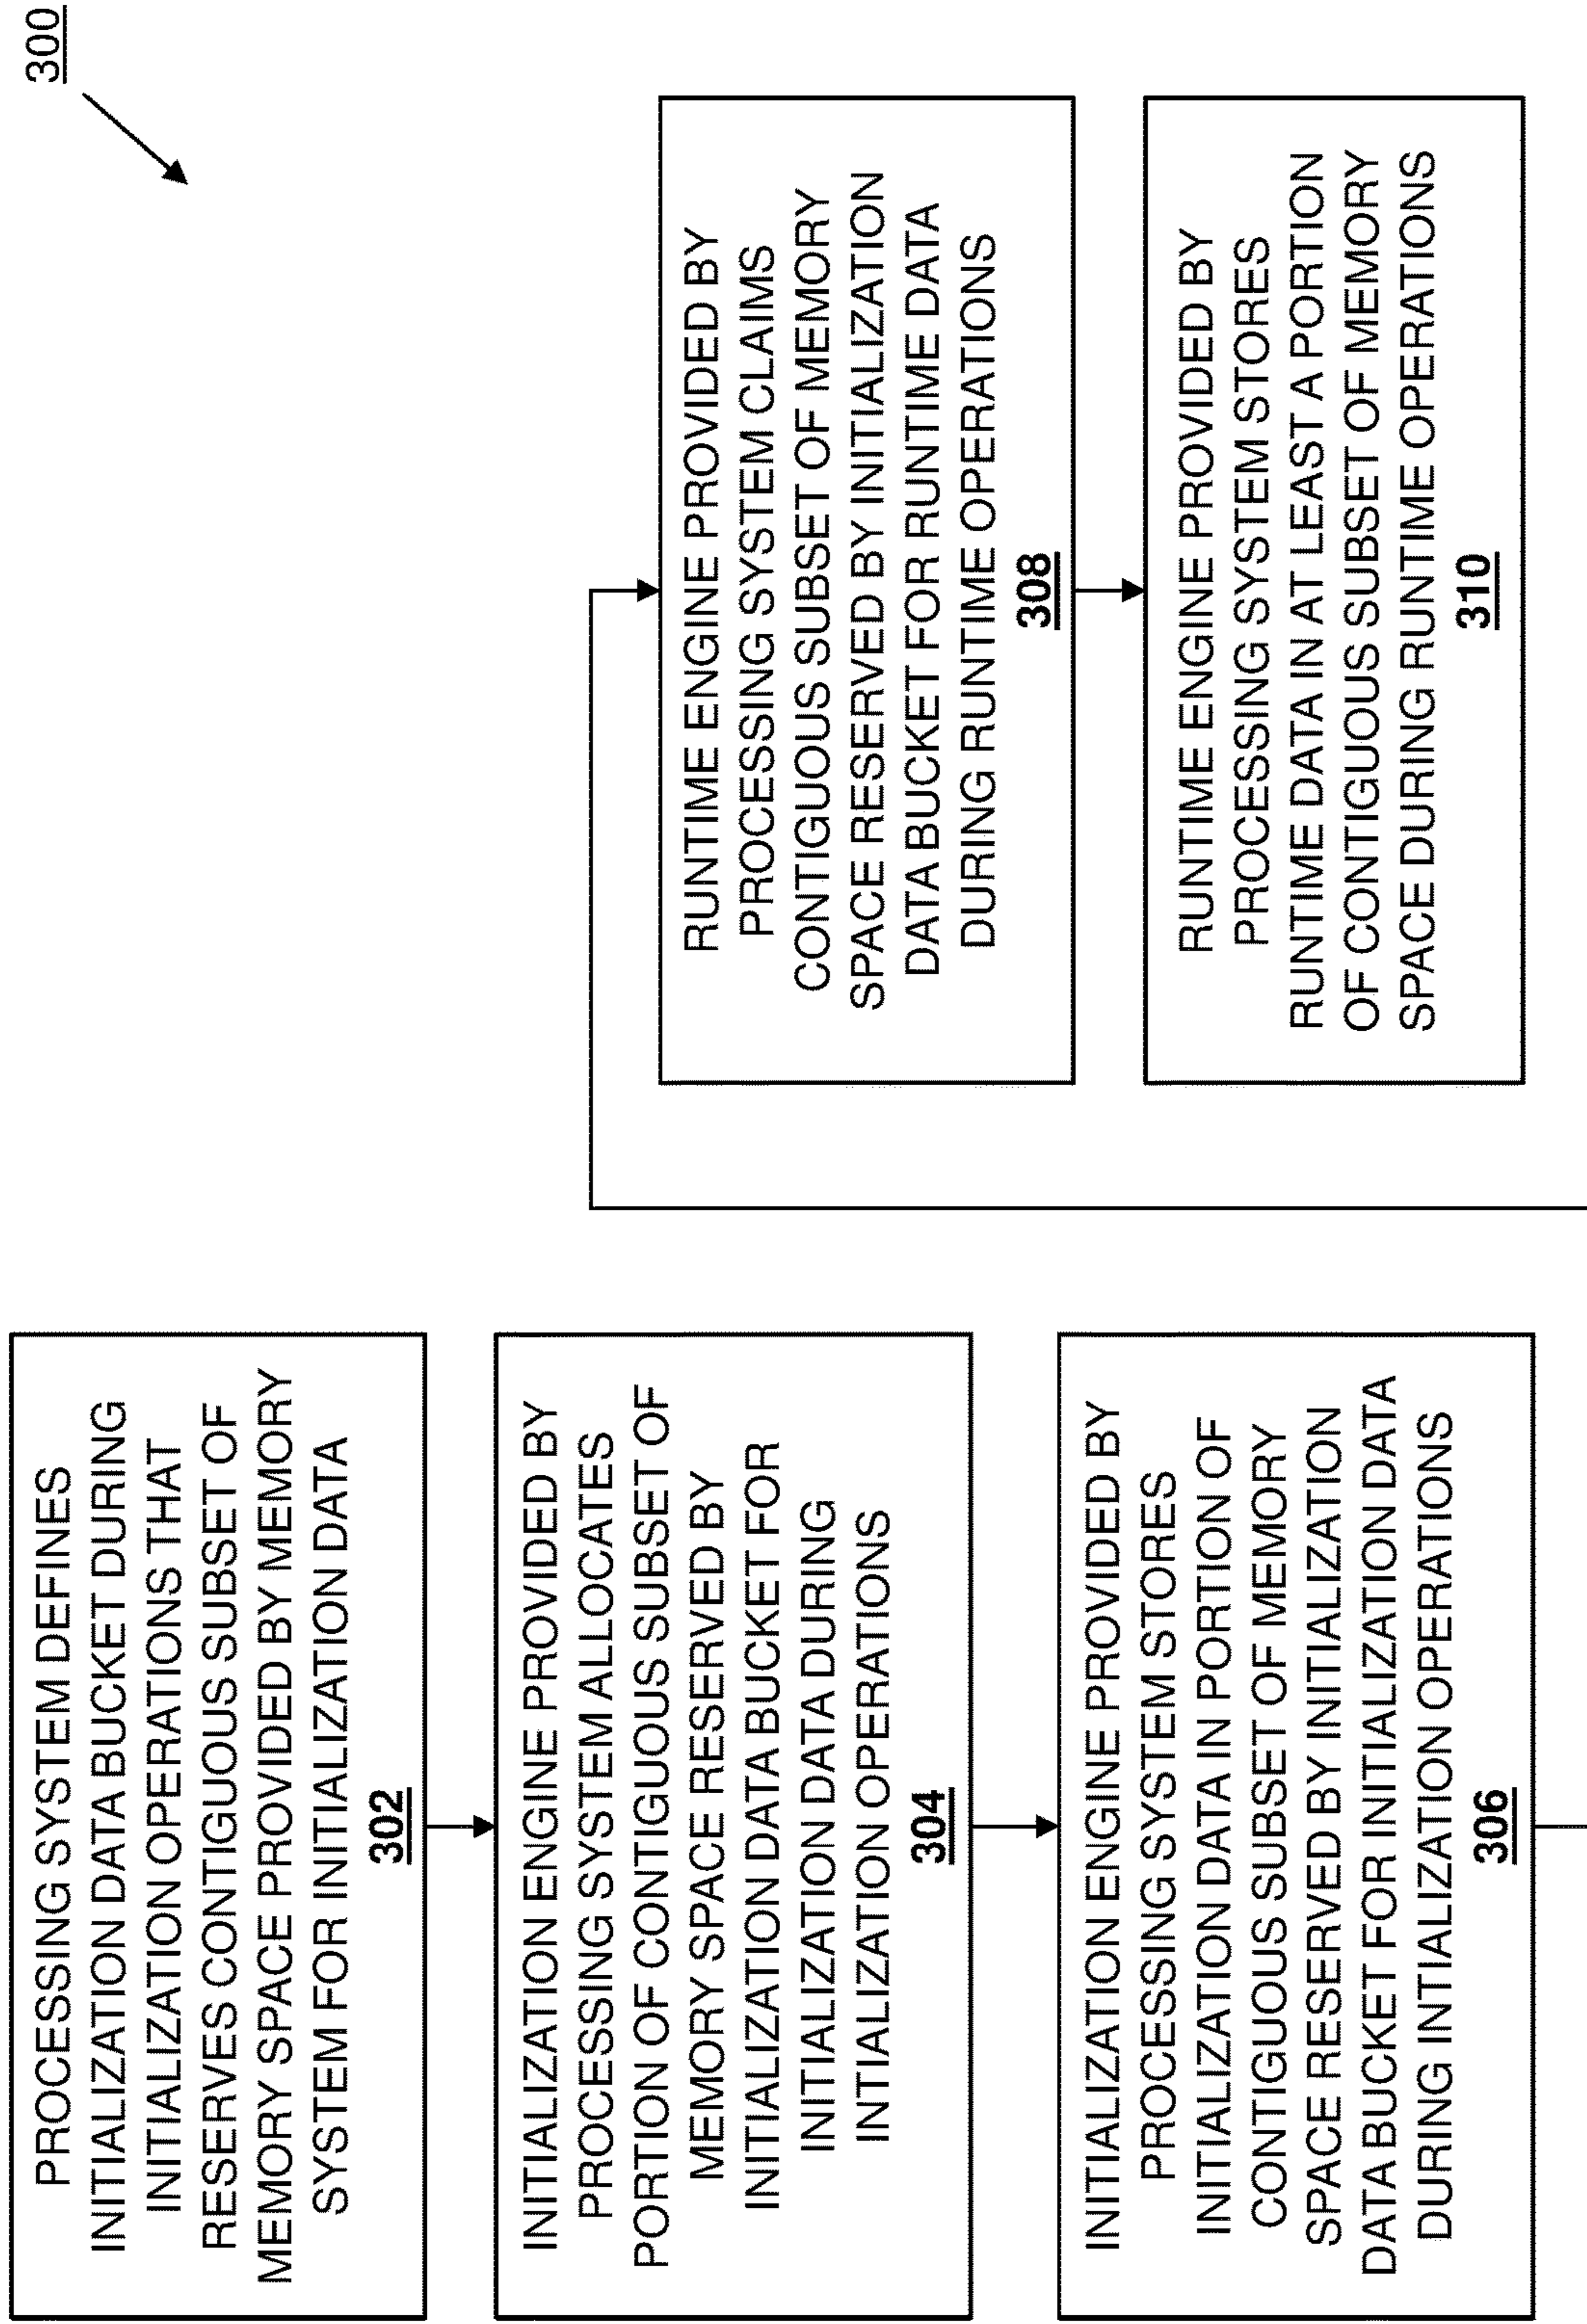 300
PROCESSING SYSTEM DEFINES
INITIALIZATION DATA BUCKET DURING
INITIALIZATION OPERATIONS THAT
RESERVES CONTIGUOUS SUBSET OF
MEMORY SPACE PROVIDED BY MEMORY
SYSTEM FOR INITIALIZATION DATA
302
INITIALIZATION ENGINE PROVIDED BY
PROCESSING SYSTEM ALLOCATES
PORTION OF CONTIGUOUS SUBSET OF
MEMORY SPACE RESERVED BY
INITIALIZATION DATA BUCKET FOR
INITIALIZATION DATA DURING
INTIALIZATION OPERATIONS
304
INITIALIZATION ENGINE PROVIDED BY
PROCESSING SYSTEM STORES
INITIALIZATION DATA IN PORTION OF
CONTIGUOUS SUBSET OF MEMORY
SPACE RESERVED BY INITIALIZATION
DATA BUCKET FOR INITIALIZATION DATA
DURING INTIALIZATION OPERATIONS
306
RUNTIME ENGINE PROVIDED BY
PROCESSING SYSTEM CLAIMS
CONTIGUOUS SUBSET OF MEMORY
SPACE RESERVED BY INITIALIZATION
DATA BUCKET FOR RUNTIME DATA
DURING RUNTIME OPERATIONS
308
RUNTIME ENGINE PROVIDED BY
PROCESSING SYSTEM STORES
RUNTIME DATA IN AT LEAST A PORTION
OF CONTIGUOUS SUBSET OF MEMORY
SPACE DURING RUNTIME OPERATIONS
310